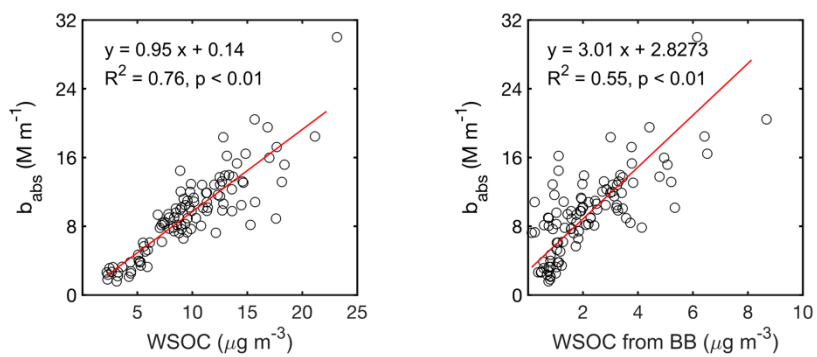 32
24
16
8
0
b_abs (M m⁻¹)
y = 0.95 x + 0.14
R² = 0.76, p < 0.01
5 10 15 20 25
WSOC (μg m⁻³)
32
24
16
8
0
b_abs (M m⁻¹)
y = 3.01 x + 2.8273
R² = 0.55, p < 0.01
2 4 6 8 10
WSOC from BB (μg m⁻³)